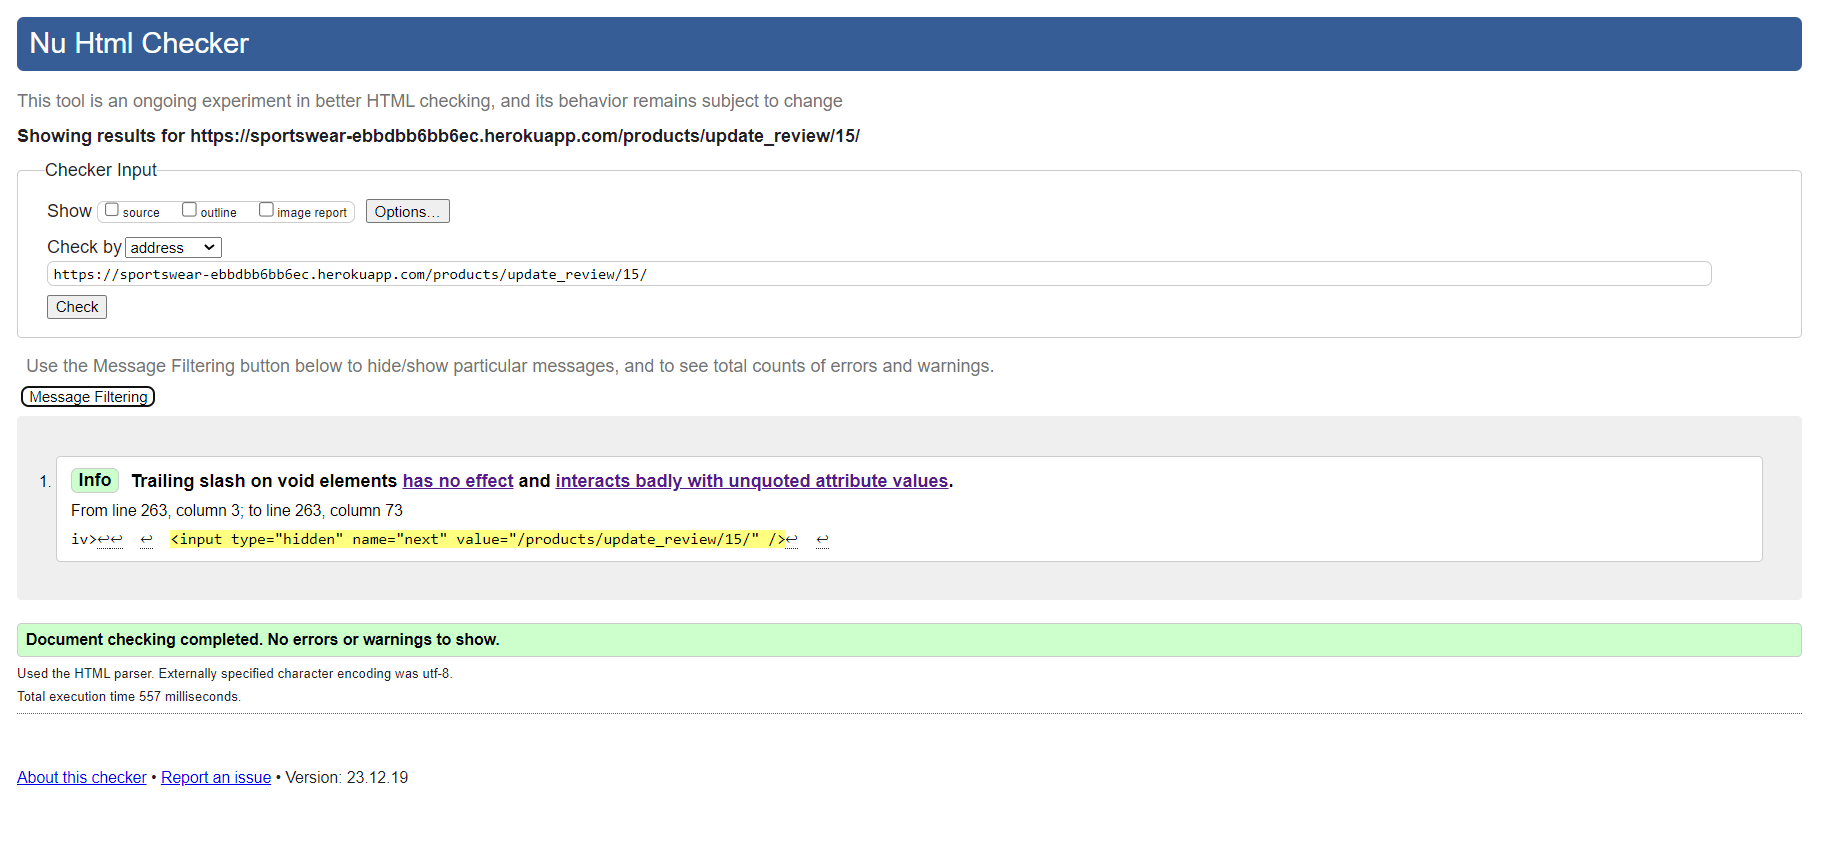 Nu Html Checker
This tool is an ongoing experiment in better HTML checking, and its behavior remains subject to change
Showing results for https://sportswear-ebbdbb6bb6ec.herokuapp.com/products/update_review/15/
Checker Input
Show source outline image report Options...
Check by address
https://sportswear-ebbdbb6bb6ec.herokuapp.com/products/update_review/15/
Check
Use the Message Filtering button below to hide/show particular messages, and to see total counts of errors and warnings.
Message Filtering
1. Info Trailing slash on void elements has no effect and interacts badly with unquoted attribute values.
From line 263, column 3; to line 263, column 73
iv>↩↩ ↩ <input type="hidden" name="next" value="/products/update_review/15/" />↩ ↩
Document checking completed. No errors or warnings to show.
Used the HTML parser. Externally specified character encoding was utf-8.
Total execution time 557 milliseconds.
About this checker • Report an issue • Version: 23.12.19